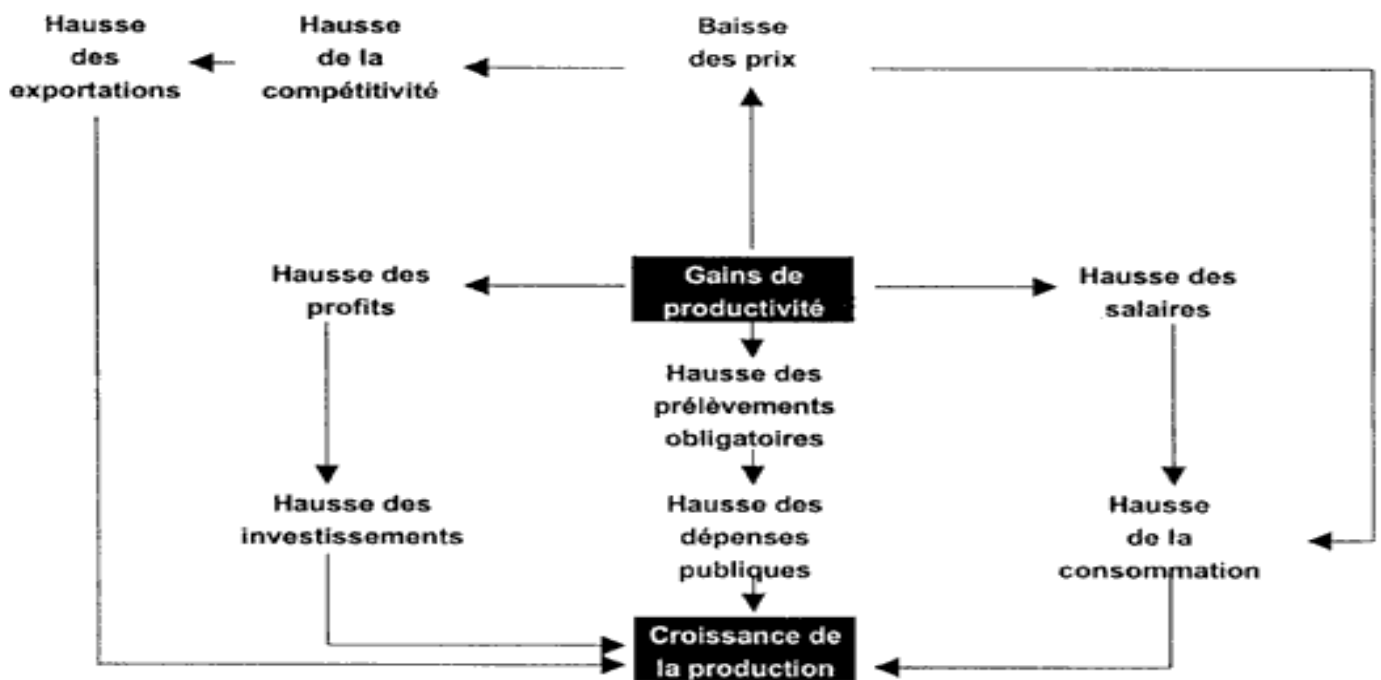 Hausse
des
exportations
Hausse
de la
compétitivité
Baisse
des prix
Hausse des
profits
Gains de
productivité
Hausse des
salaires
Hausse des
prélèvements
obligatoires
Hausse des
investissements
Hausse des
dépenses
publiques
Hausse
de la
consommation
Croissance de
la production